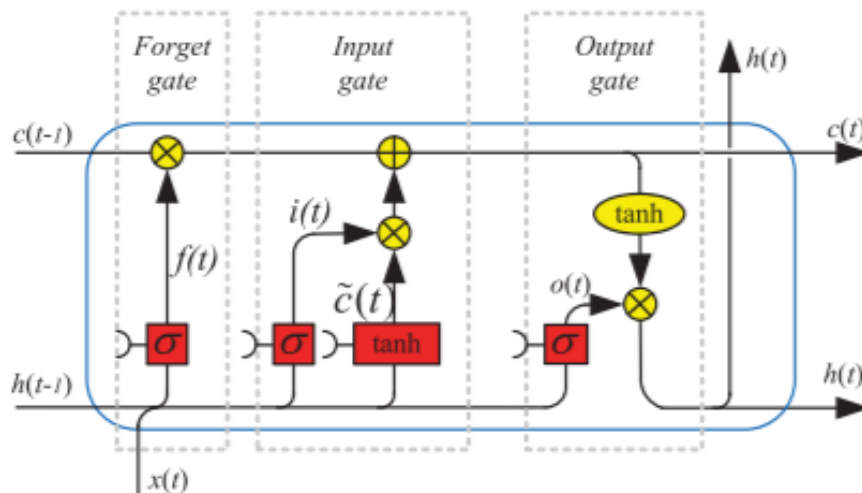 Forget
gate
Input
gate
Output
gate
h(t)
c(t-1)
c(t)
i(t)
tanh
f(t)
c̃(t)
o(t)
σ
σ
tanh
σ
h(t-1)
h(t)
x(t)